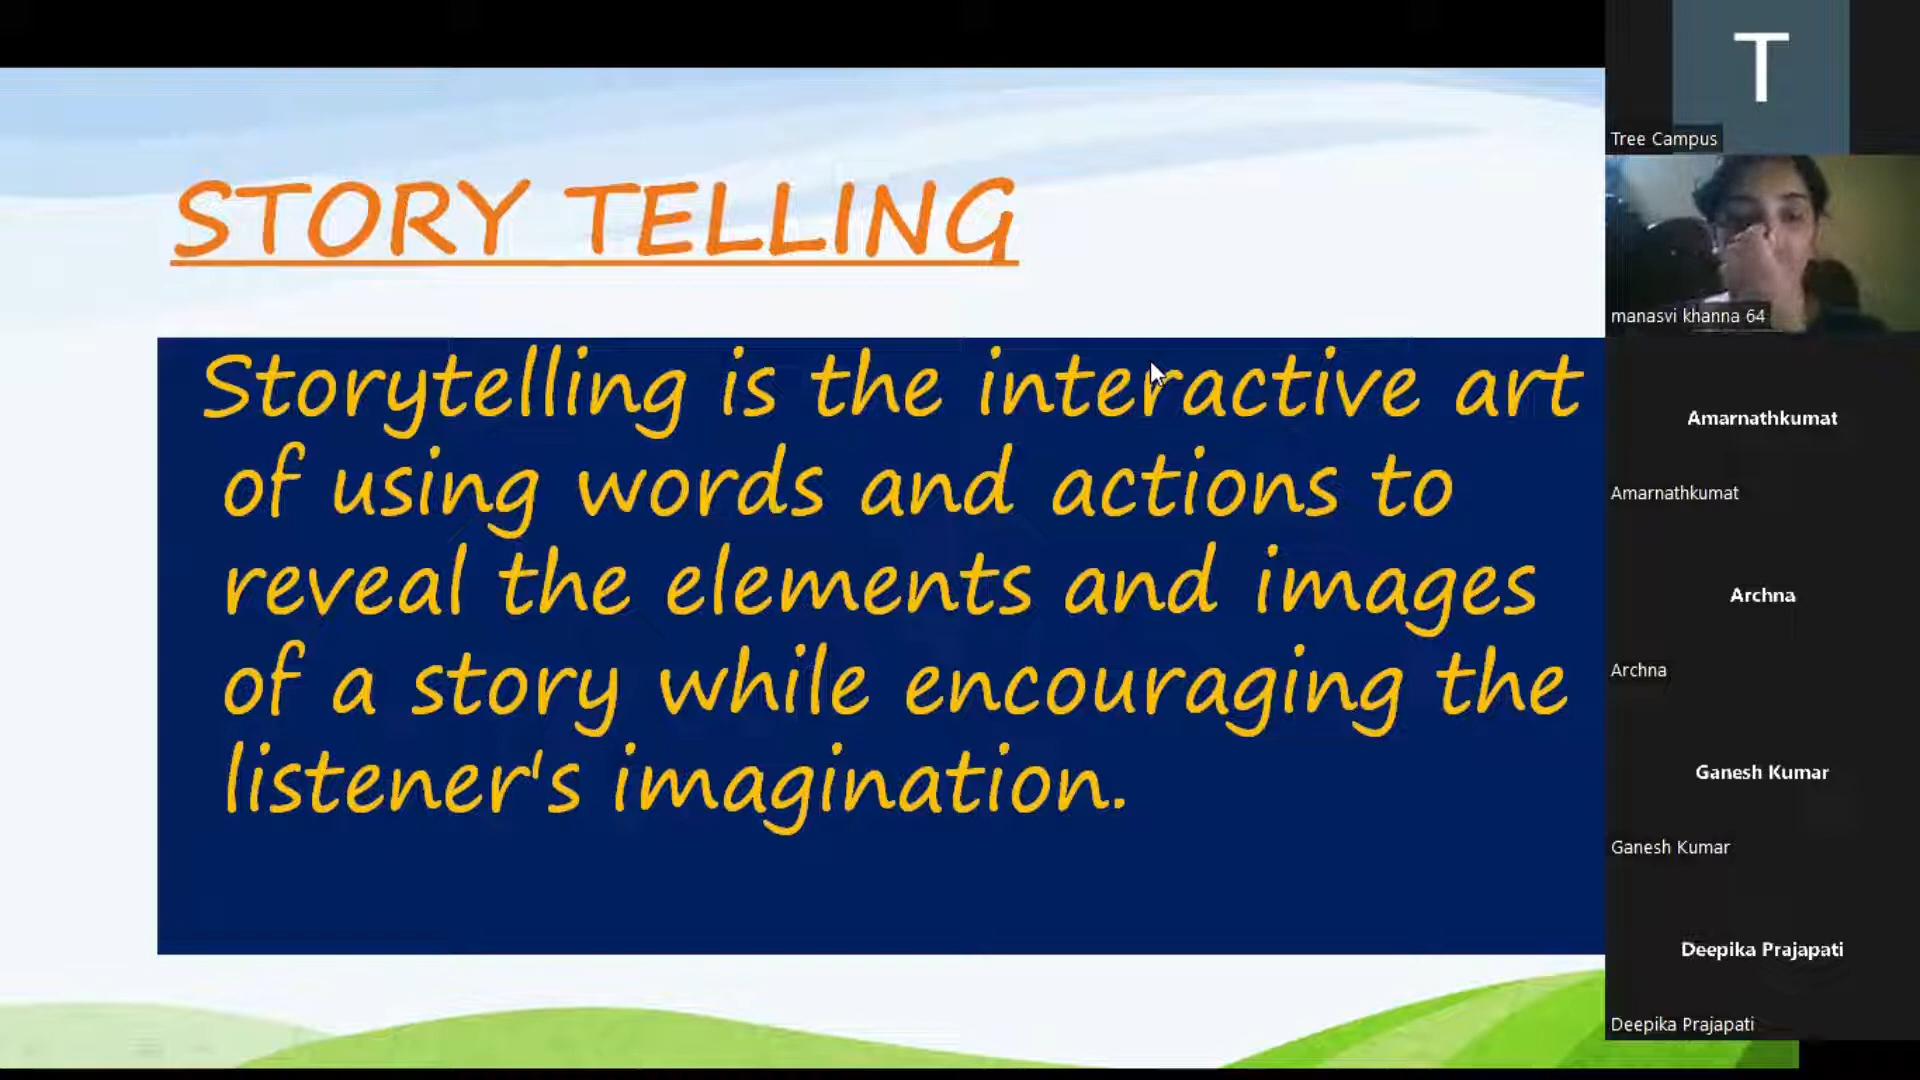 STORY TELLING
Storytelling is the interactive art
of using words and actions to
reveal the elements and images
of a story while encouraging the
listener's imagination.
T
Tree Campus
manasvi khanna 64
Amarnathkumat
Amarnathkumat
Archna
Archna
Ganesh Kumar
Ganesh Kumar
Deepika Prajapati
Deepika Prajapati